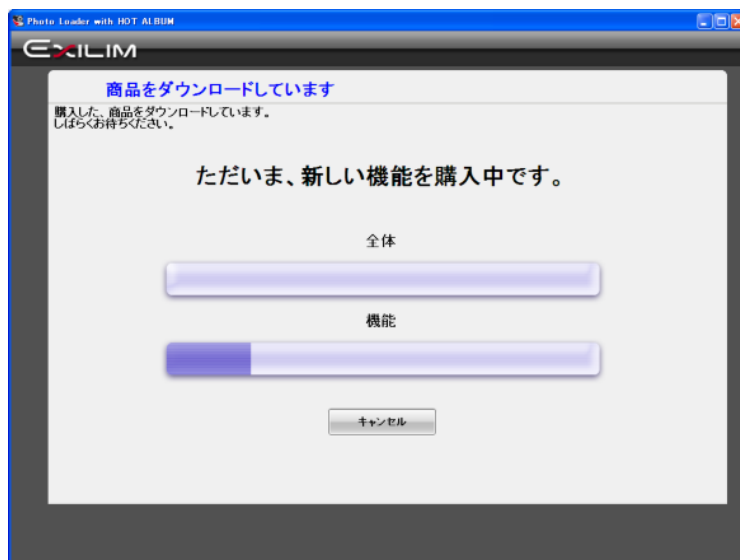 Photo Loader with HOT ALBUM
EXILIM
商品をダウンロードしています
購入した、商品をダウンロードしています。
しばらくお待ちください。
ただいま、新しい機能を購入中です。
全体
機能
キャンセル